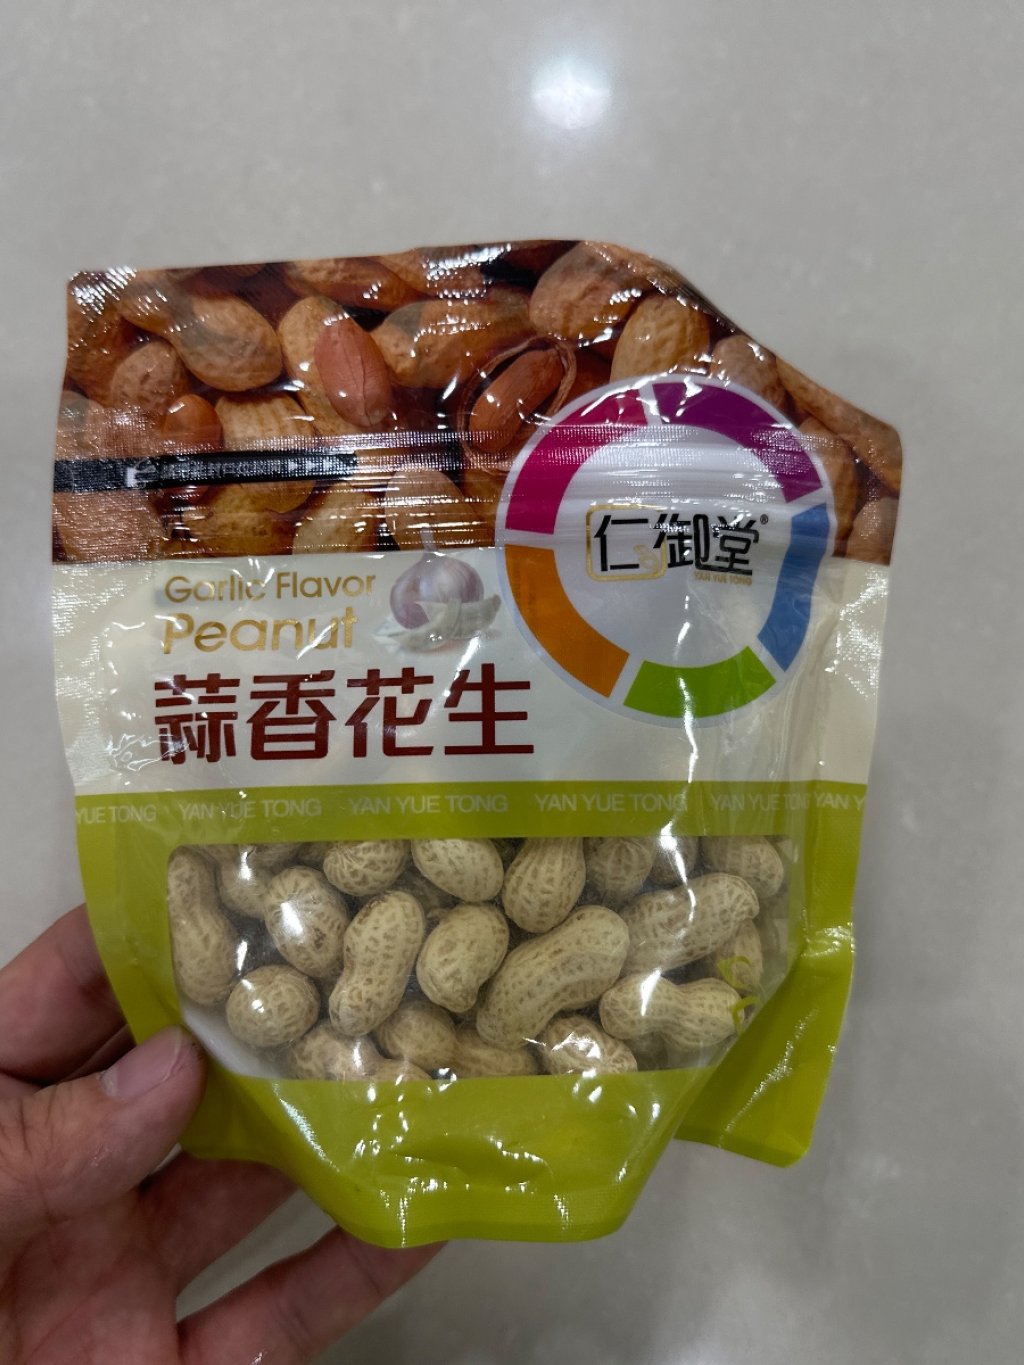 仁御堂®
YAN YUE TONG
Garlic Flavor
Peanut
蒜香花生
YUE TONG YAN YUE TONG YAN YUE TONG YAN YUE TONG YAN YUE TON YAN Y